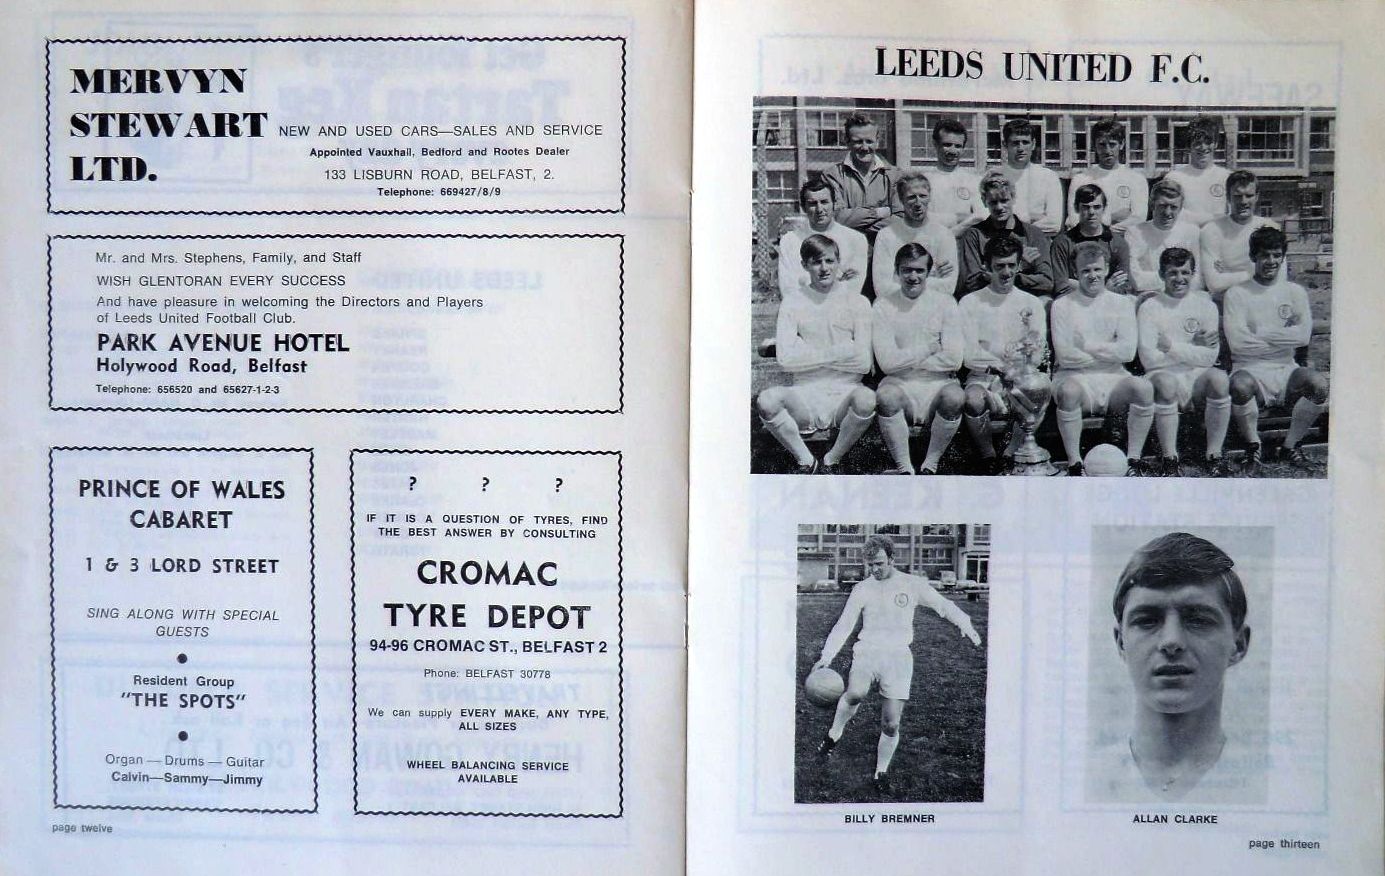 MERVYN
STEWART
LTD.
NEW AND USED CARS—SALES AND SERVICE
Appointed Vauxhall, Bedford and Rootes Dealer
133 LISBURN ROAD, BELFAST, 2.
Telephone: 669427/8/9
Mr. and Mrs. Stephens, Family, and Staff
WISH GLENTORAN EVERY SUCCESS
And have pleasure in welcoming the Directors and Players
of Leeds United Football Club.
PARK AVENUE HOTEL
Holywood Road, Belfast
Telephone: 656520 and 65627-1-2-3
PRINCE OF WALES
CABARET
1 & 3 LORD STREET
SING ALONG WITH SPECIAL
GUESTS
Resident Group
"THE SPOTS"
Organ — Drums — Guitar
Calvin—Sammy—Jimmy
? ? ?
IF IT IS A QUESTION OF TYRES, FIND
THE BEST ANSWER BY CONSULTING
CROMAC
TYRE DEPOT
94-96 CROMAC ST., BELFAST 2
Phone: BELFAST 30778
We can supply EVERY MAKE, ANY TYPE,
ALL SIZES
WHEEL BALANCING SERVICE
AVAILABLE
page twelve
LEEDS UNITED F.C.
BILLY BREMNER
ALLAN CLARKE
page thirteen